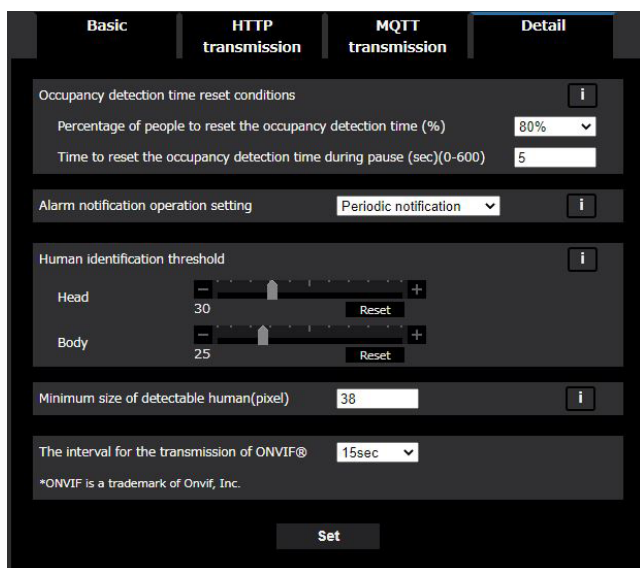 Basic
HTTP
transmission
MQTT
transmission
Detail
Occupancy detection time reset conditions
i
Percentage of people to reset the occupancy detection time (%)
80%
Time to reset the occupancy detection time during pause (sec)(0-600)
5
Alarm notification operation setting
Periodic notification
i
Human identification threshold
i
Head
30
Reset
Body
25
Reset
Minimum size of detectable human(pixel)
38
i
The interval for the transmission of ONVIF®
15sec
*ONVIF is a trademark of Onvif, Inc.
Set